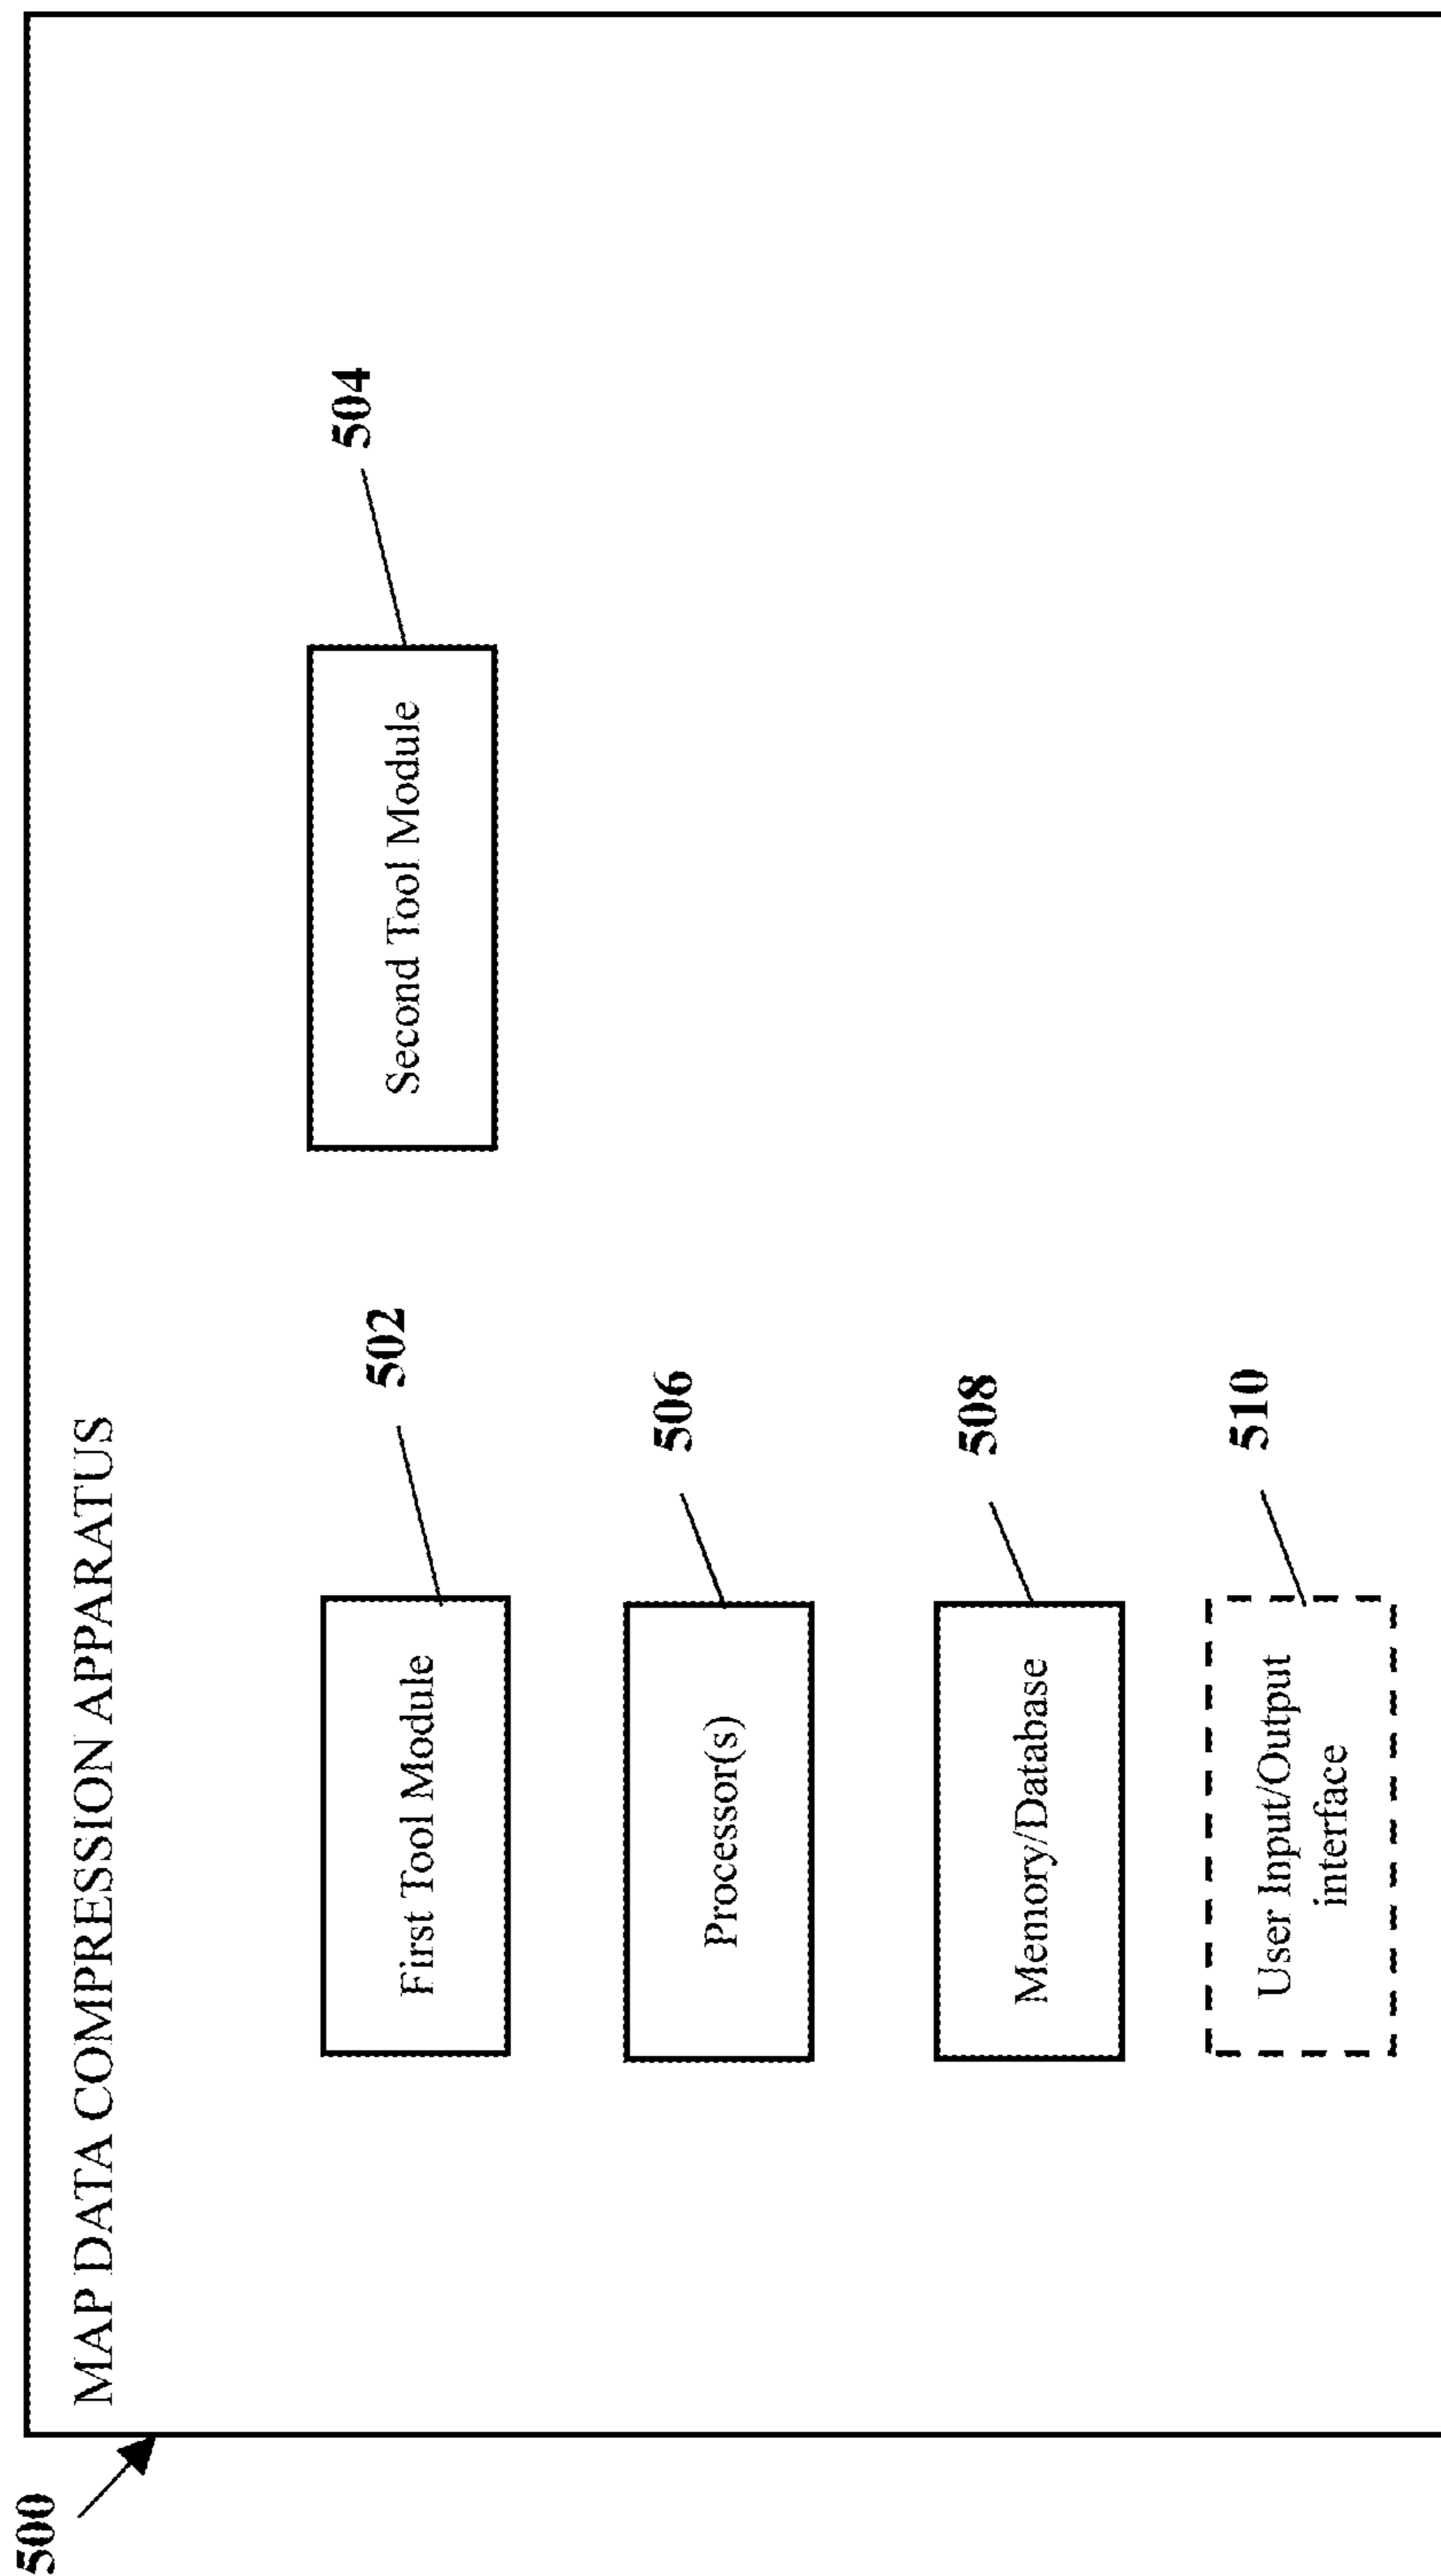 500
MAP DATA COMPRESSION APPARATUS
502
First Tool Module
504
Second Tool Module
506
Processor(s)
508
Memory/Database
510
User Input/Output
interface